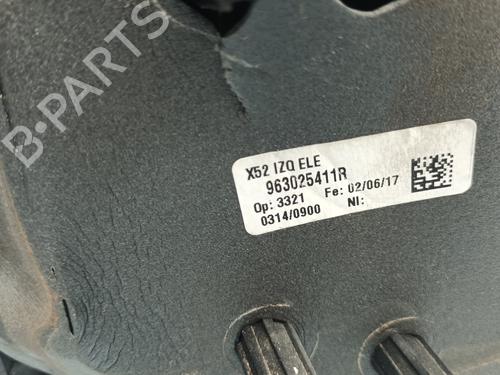 B-PARTS
X52 IZQ ELE
963025411R
Op: 3321 Fe: 02/06/17
0314/0900 NI: